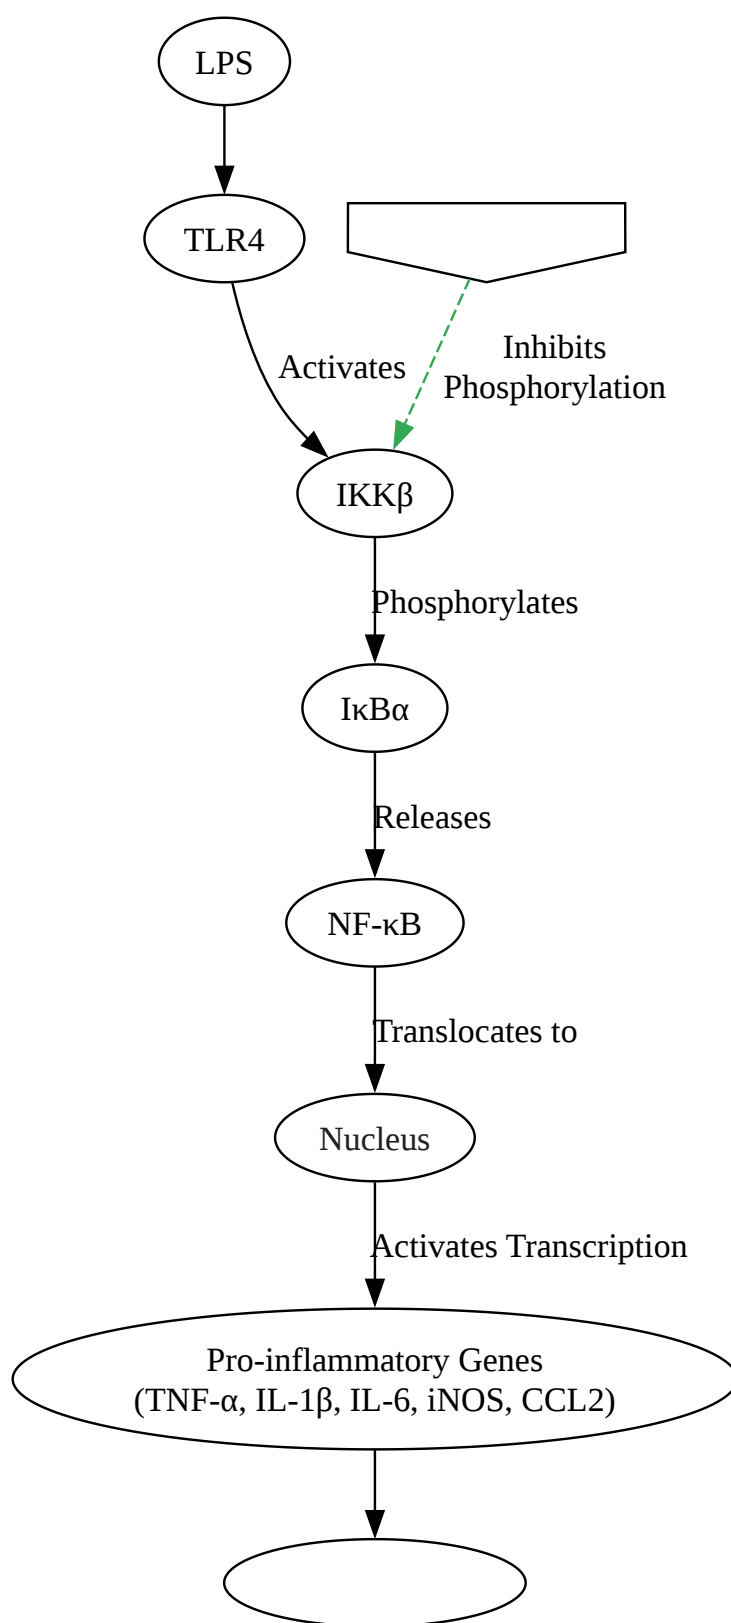 LPS
TLR4
Activates
Inhibits
Phosphorylation
IKKβ
Phosphorylates
IκBα
Releases
NF-κB
Translocates to
Nucleus
Activates Transcription
Pro-inflammatory Genes
(TNF-α, IL-1β, IL-6, iNOS, CCL2)